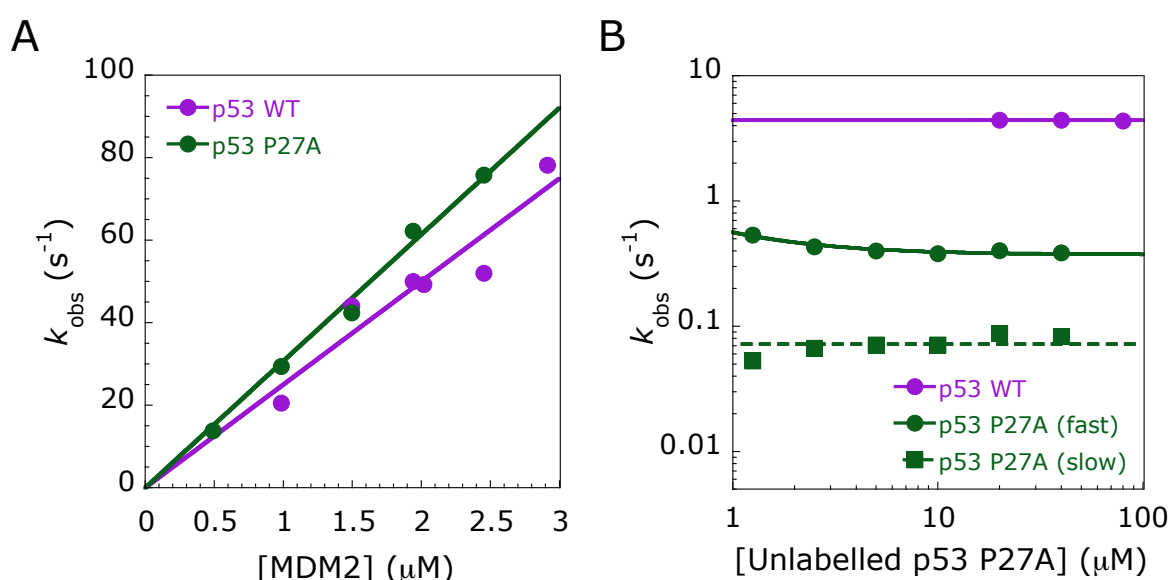 A
100
80
60
40
20
0
k obs (s⁻¹)
p53 WT
p53 P27A
0 0.5 1 1.5 2 2.5 3
[MDM2] (μM)
B
10
1
0.1
0.01
k obs (s⁻¹)
p53 WT
p53 P27A (fast)
p53 P27A (slow)
1 10 100
[Unlabelled p53 P27A] (μM)